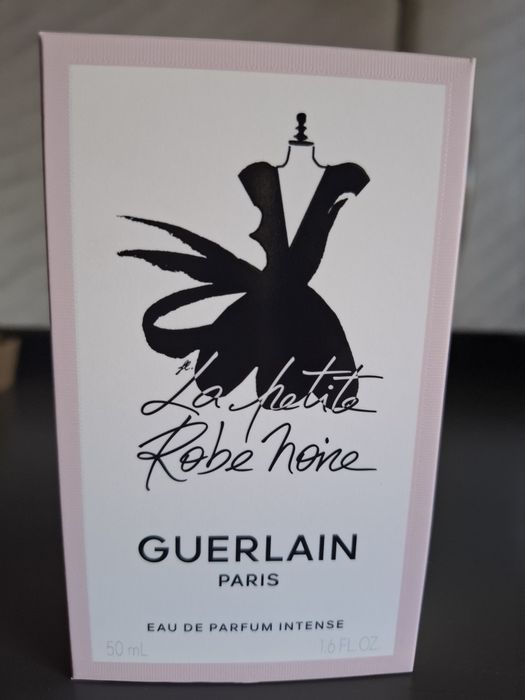 La petite
Robe noire
GUERLAIN
PARIS
EAU DE PARFUM INTENSE
50 mL 1.6 FL.OZ.